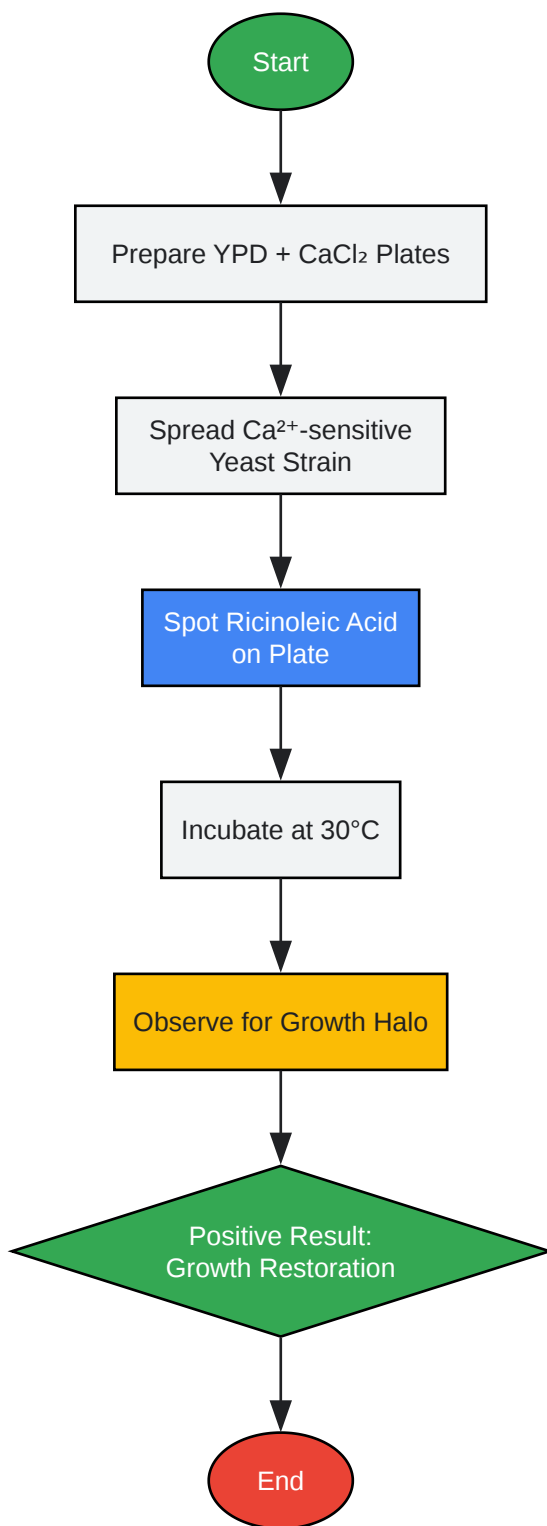 Start
Prepare YPD + CaCl₂ Plates
Spread Ca²⁺-sensitive
Yeast Strain
Spot Ricinoleic Acid
on Plate
Incubate at 30°C
Observe for Growth Halo
Positive Result:
Growth Restoration
End